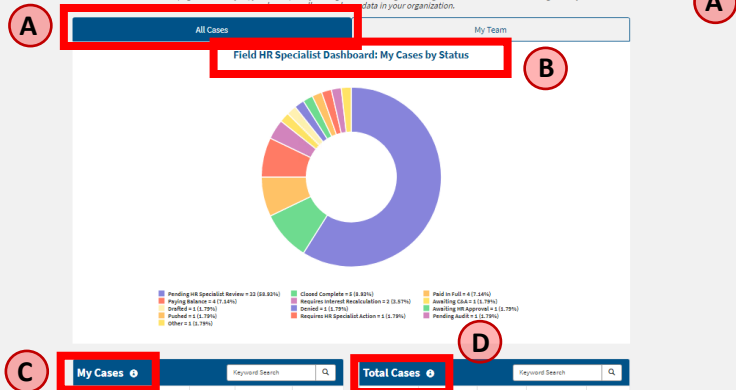 data in your organization.
A
A
All Cases
My Team
Field HR Specialist Dashboard: My Cases by Status
B
Pending HR Specialist Review = 33 (58.93%)
Closed Complete = 5 (8.93%)
Paid In Full = 4 (7.14%)
Paying Balance = 4 (7.14%)
Requires Interest Recalculation = 2 (3.57%)
Awaiting C&A = 1 (1.79%)
Drafted = 1 (1.79%)
Denied = 1 (1.79%)
Awaiting HR Approval = 1 (1.79%)
Pushed = 1 (1.79%)
Requires HR Specialist Action = 1 (1.79%)
Pending Audit = 1 (1.79%)
Other = 1 (1.79%)
D
C
My Cases
Keyword Search
Total Cases
Keyword Search